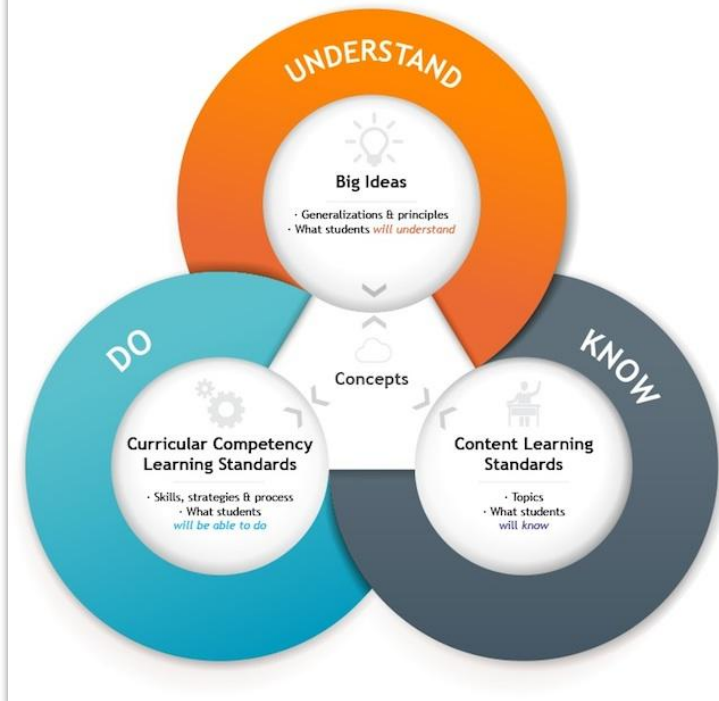 UNDERSTAND
Big Ideas
· Generalizations & principles
· What students will understand
DO
KNOW
Concepts
Curricular Competency
Learning Standards
· Skills, strategies & process
· What students
will be able to do
Content Learning
Standards
· Topics
· What students
will know